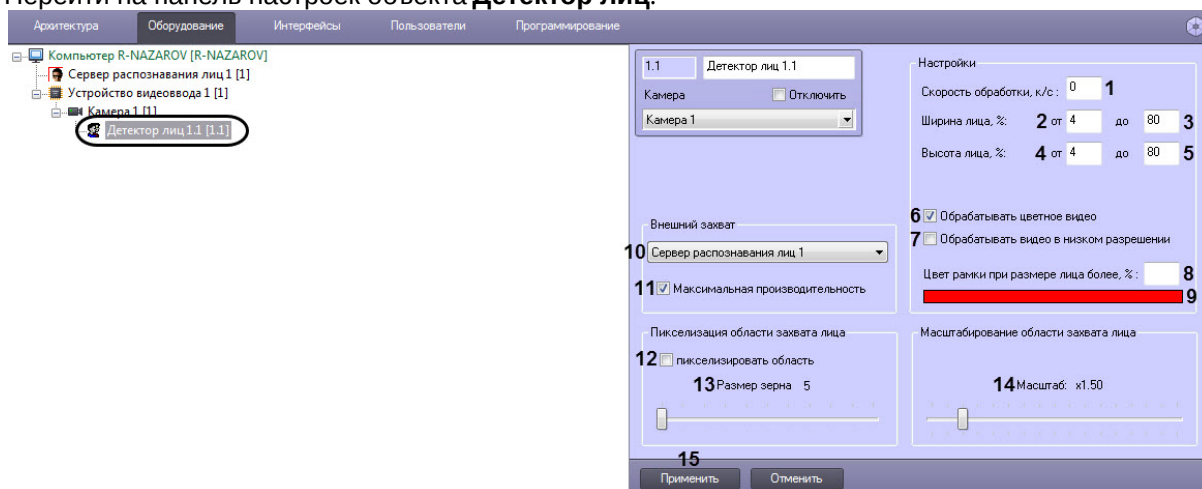 Перейти на панель настроек объекта Детектор лиц.
Архитектура Оборудование Интерфейсы Пользователи Программирование
Компьютер R-NAZAROV [R-NAZAROV]
Сервер распознавания лиц 1 [1]
Устройство видеоввода 1 [1]
Камера 1 [1]
Детектор лиц 1.1 [1.1]
1.1 Детектор лиц 1.1
Камера Отключить
Камера 1
Настройки
Скорость обработки, к/с : 0 1
Ширина лица, %: 2 от 4 до 80 3
Высота лица, %: 4 от 4 до 80 5
6 Обрабатывать цветное видео
7 Обрабатывать видео в низком разрешении
Цвет рамки при размере лица более, % : 8
9
Внешний захват
10 Сервер распознавания лиц 1
11 Максимальная производительность
Пикселизация области захвата лица
12 пикселизировать область
13 Размер зерна 5
Масштабирование области захвата лица
14 Масштаб: x1.50
15
Применить Отменить